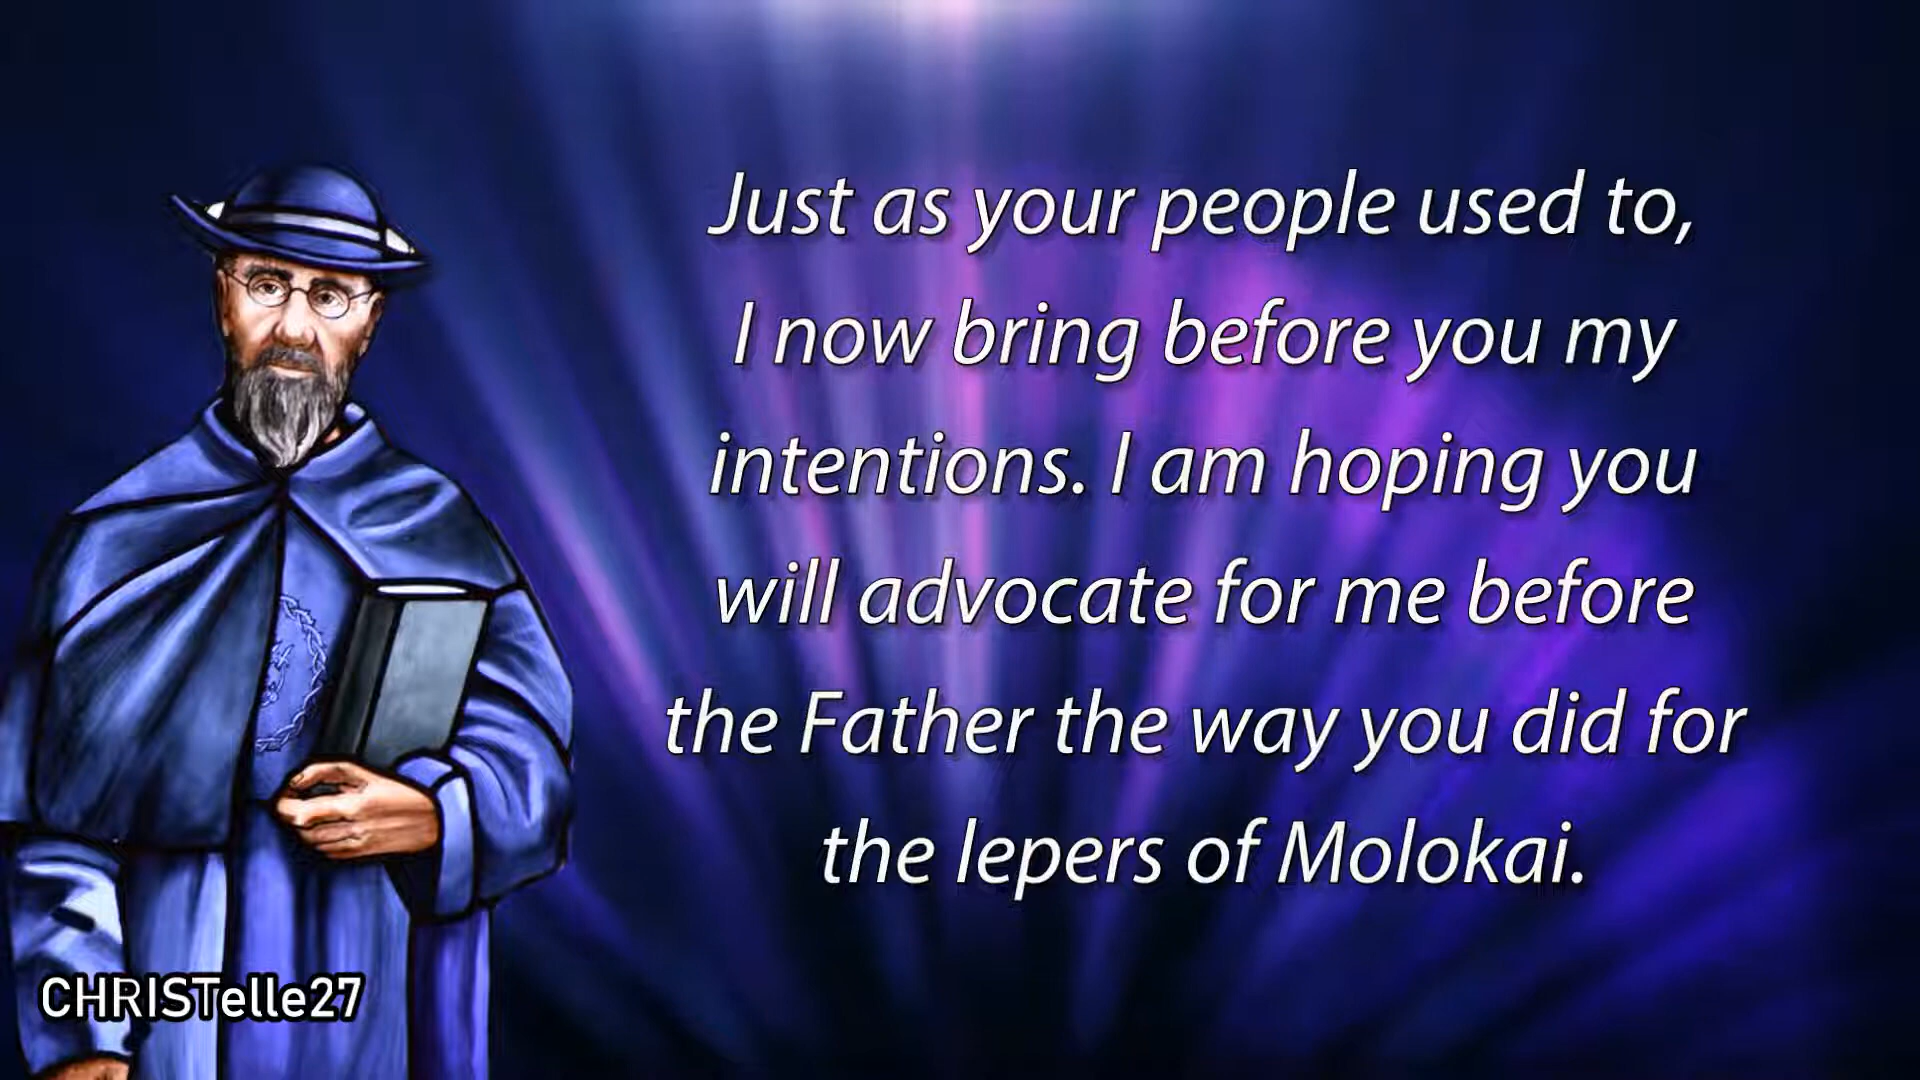 Just as your people used to,
I now bring before you my
intentions. I am hoping you
will advocate for me before
the Father the way you did for
the lepers of Molokai.
CHRISTelle27